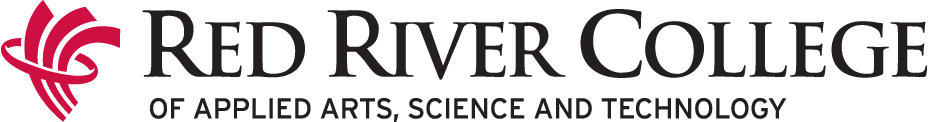 RED RIVER COLLEGE
OF APPLIED ARTS, SCIENCE AND TECHNOLOGY